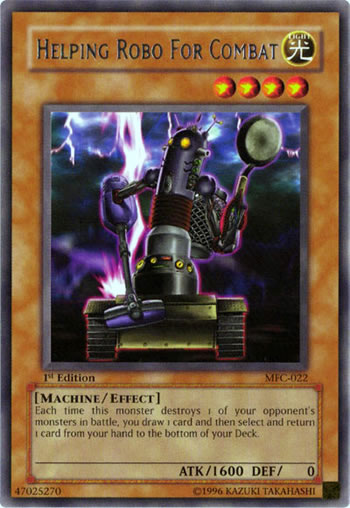 HELPING ROBO FOR COMBAT
LIGHT
光
1st Edition
MFC-022
[MACHINE/EFFECT]
Each time this monster destroys 1 of your opponent's
monsters in battle, you draw 1 card and then select and return
1 card from your hand to the bottom of your Deck.
ATK/1600 DEF/ 0
47025270
©1996 KAZUKI TAKAHASHI